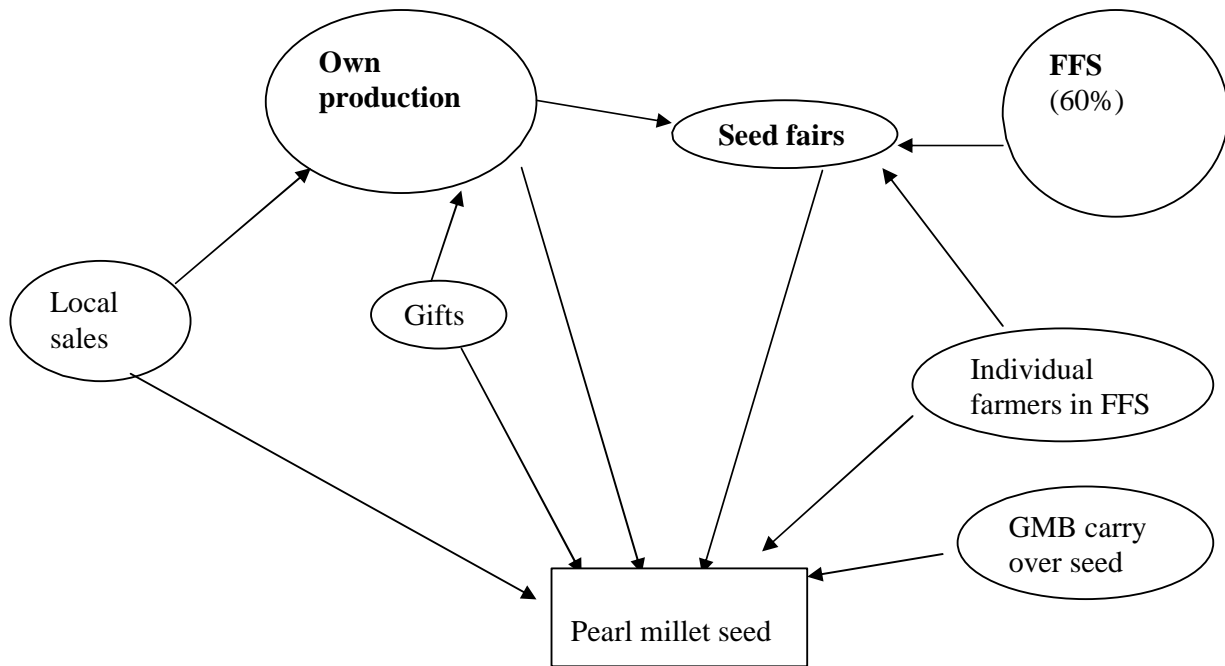 Own
production
FFS
(60%)
Seed fairs
Local
sales
Gifts
Individual
farmers in FFS
GMB carry
over seed
Pearl millet seed